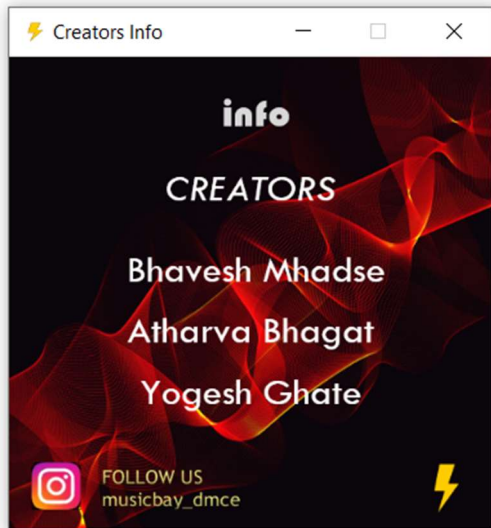 Creators Info
info
CREATORS
Bhavesh Mhadse
Atharva Bhagat
Yogesh Ghate
FOLLOW US
musicbay_dmce